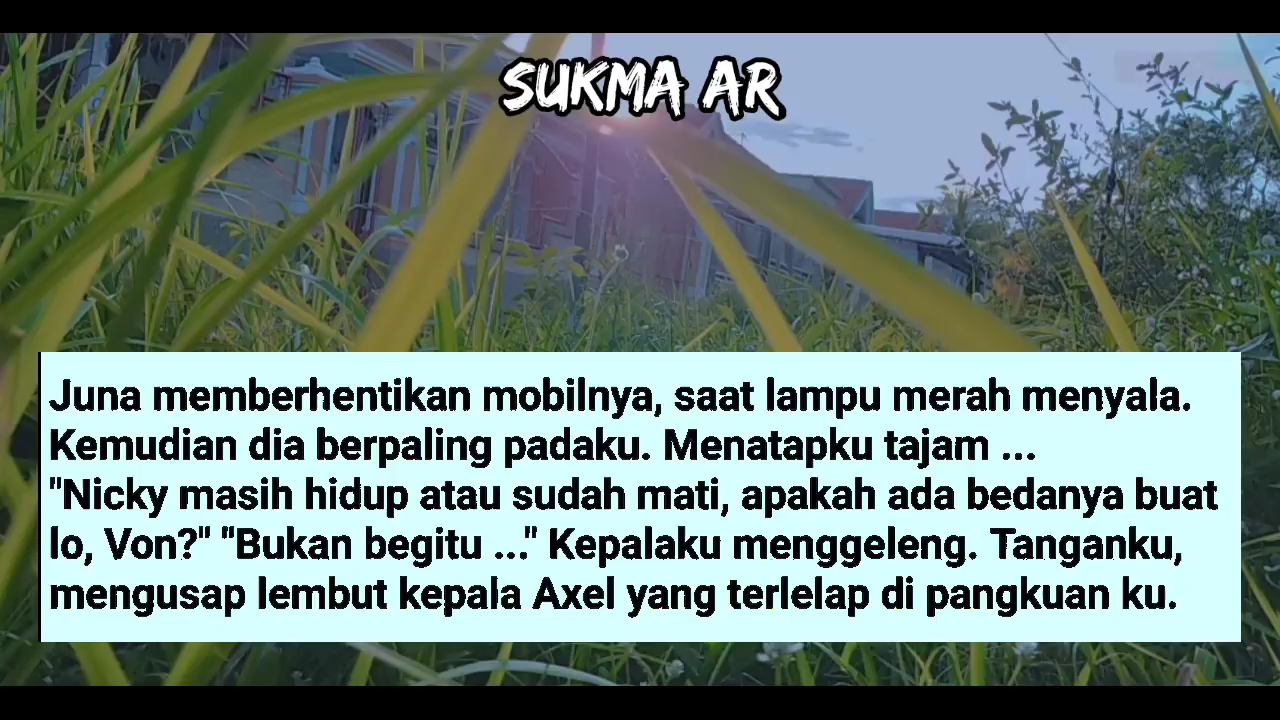 SUKMA AR
Juna memberhentikan mobilnya, saat lampu merah menyala.
Kemudian dia berpaling padaku. Menatapku tajam ...
"Nicky masih hidup atau sudah mati, apakah ada bedanya buat
lo, Von?" "Bukan begitu ..." Kepalaku menggeleng. Tanganku,
mengusap lembut kepala Axel yang terlelap di pangkuan ku.